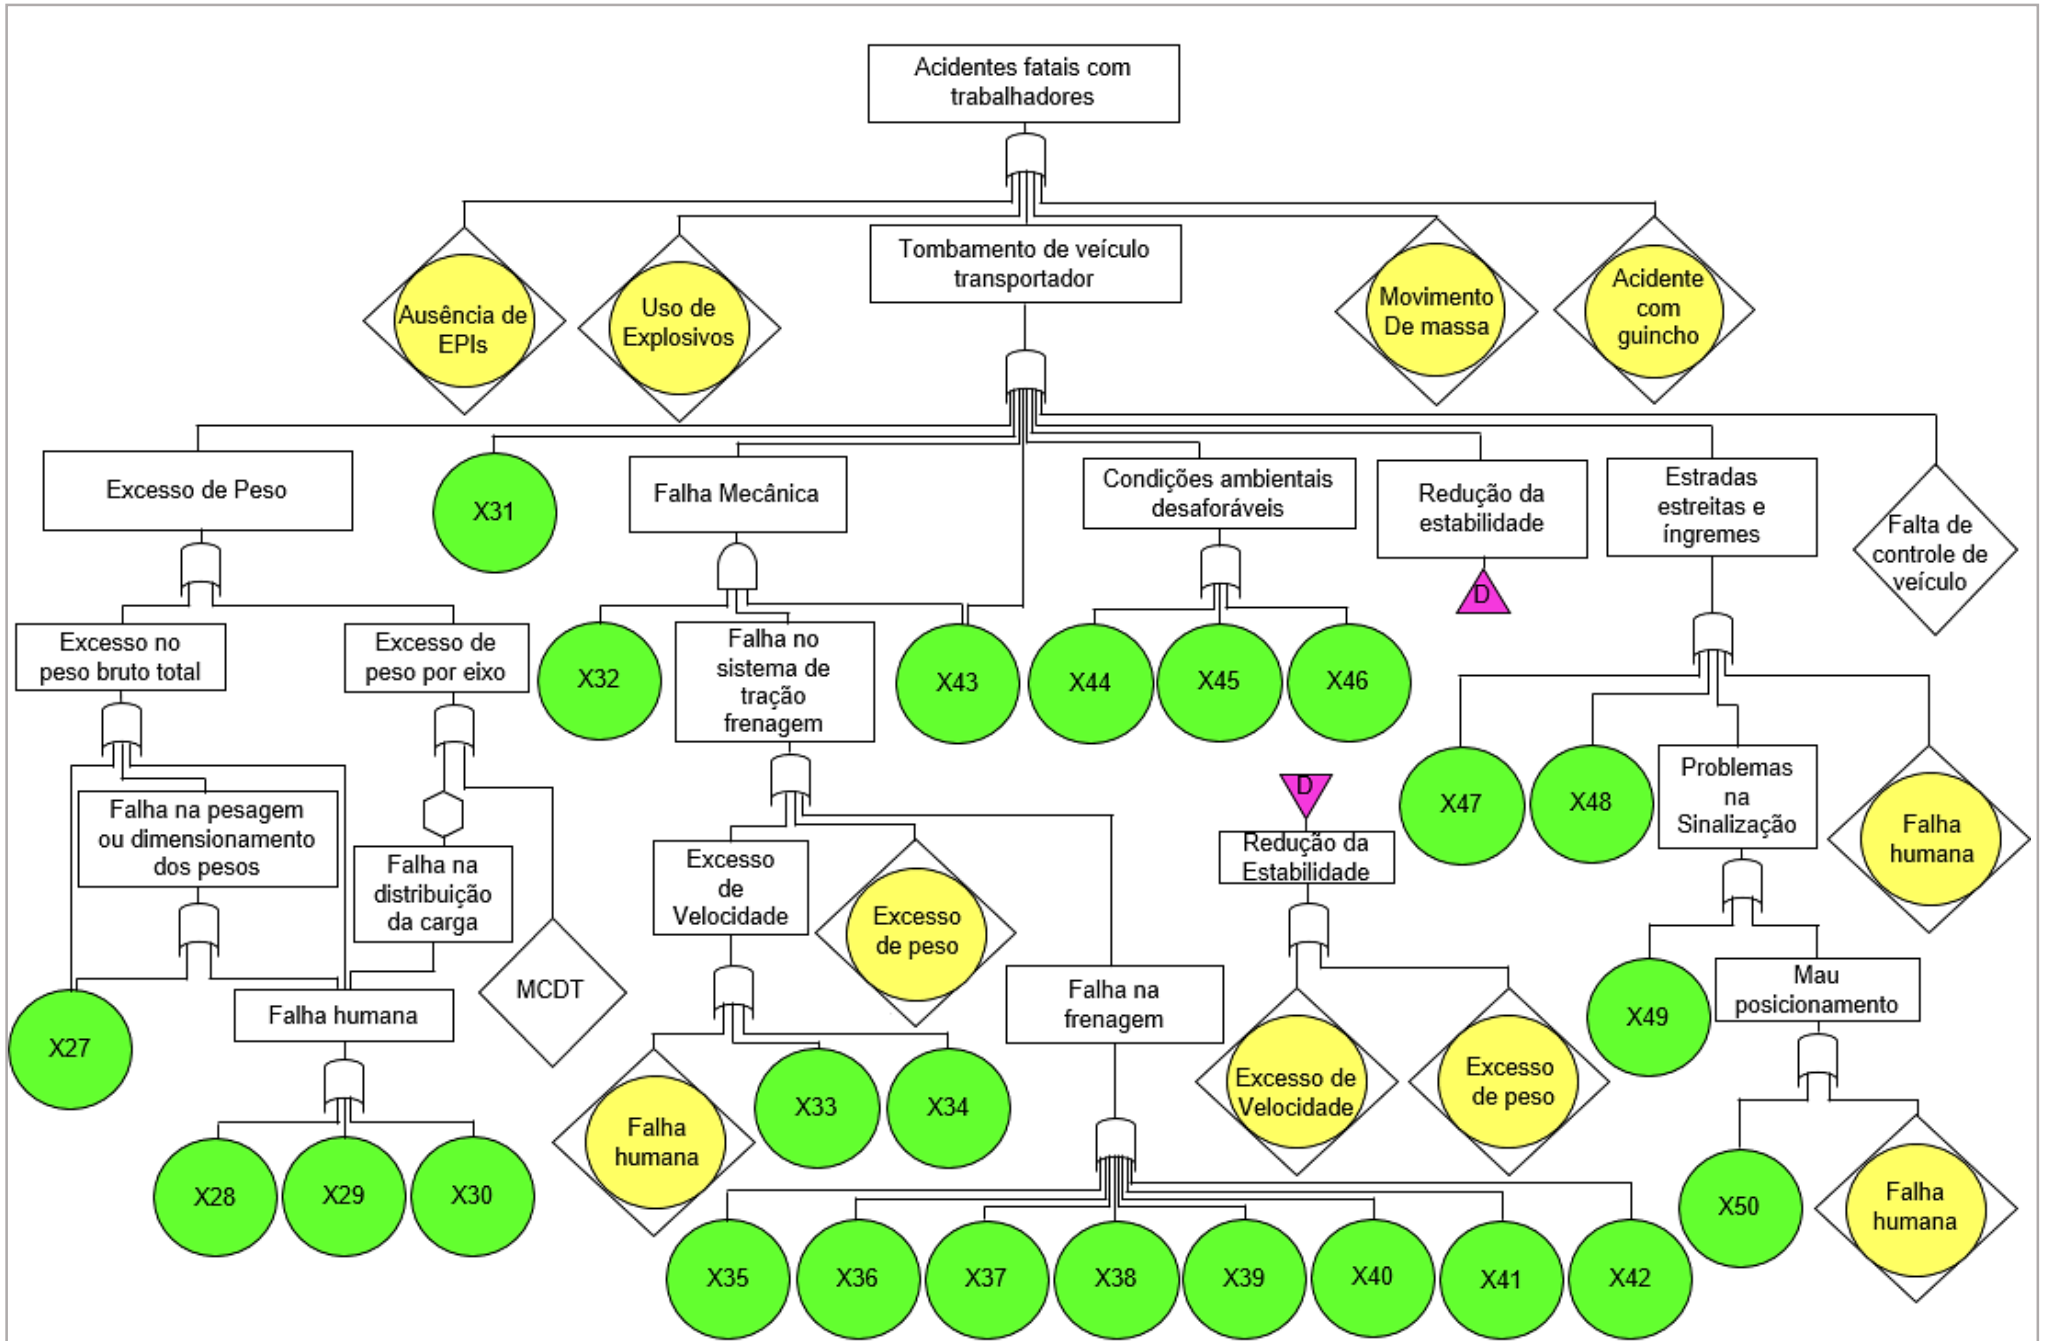 Acidentes fatais com
trabalhadores
Ausência de
EPIs
Uso de
Explosivos
Tombamento de veículo
transportador
Movimento
De massa
Acidente
com
guincho
Excesso de Peso
X31
Falha Mecânica
Condições ambientais
desaforáveis
Redução da
estabilidade
D
Estradas
estreitas e
íngremes
Falta de
controle de
veículo
Excesso no
peso bruto total
Excesso de
peso por eixo
X32
Falha no
sistema de
tração
frenagem
X43
X44
X45
X46
Falha na pesagem
ou dimensionamento
dos pesos
Falha na
distribuição
da carga
MCDT
Excesso
de
Velocidade
Excesso
de peso
D
Redução da
Estabilidade
X47
X48
Problemas
na
Sinalização
Falha
humana
X27
Falha humana
Falha na
frenagem
Excesso de
Velocidade
Excesso
de peso
X49
Mau
posicionamento
X28
X29
X30
Falha
humana
X33
X34
X50
Falha
humana
X35
X36
X37
X38
X39
X40
X41
X42